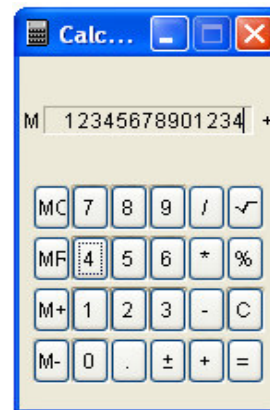 Calc...
M 12345678901234 +
MC 7 8 9 / √
MR 4 5 6 * %
M+ 1 2 3 - C
M- 0 . ± + =